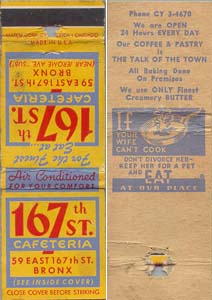 MADE IN U.S.A.
(NEAR JEROME AVE. SUB.)
BRONX
59 EAST 167th ST.
CAFETERIA
167th ST.
For the Finest
Eat at...
Air Conditioned
FOR YOUR COMFORT
167th
ST.
CAFETERIA
59 EAST 167th ST.
BRONX
(SEE INSIDE COVER)
CLOSE COVER BEFORE STRIKING
Phone CY 3-4670
We are OPEN
24 Hours EVERY DAY
Our COFFEE & PASTRY
are
THE TALK OF THE TOWN
All Baking Done
On Premises
We use ONLY Finest
Creamery BUTTER
IF
YOUR WIFE
CAN'T COOK
DON'T DIVORCE HER-
KEEP HER FOR A PET
AND
EAT
AT OUR PLACE